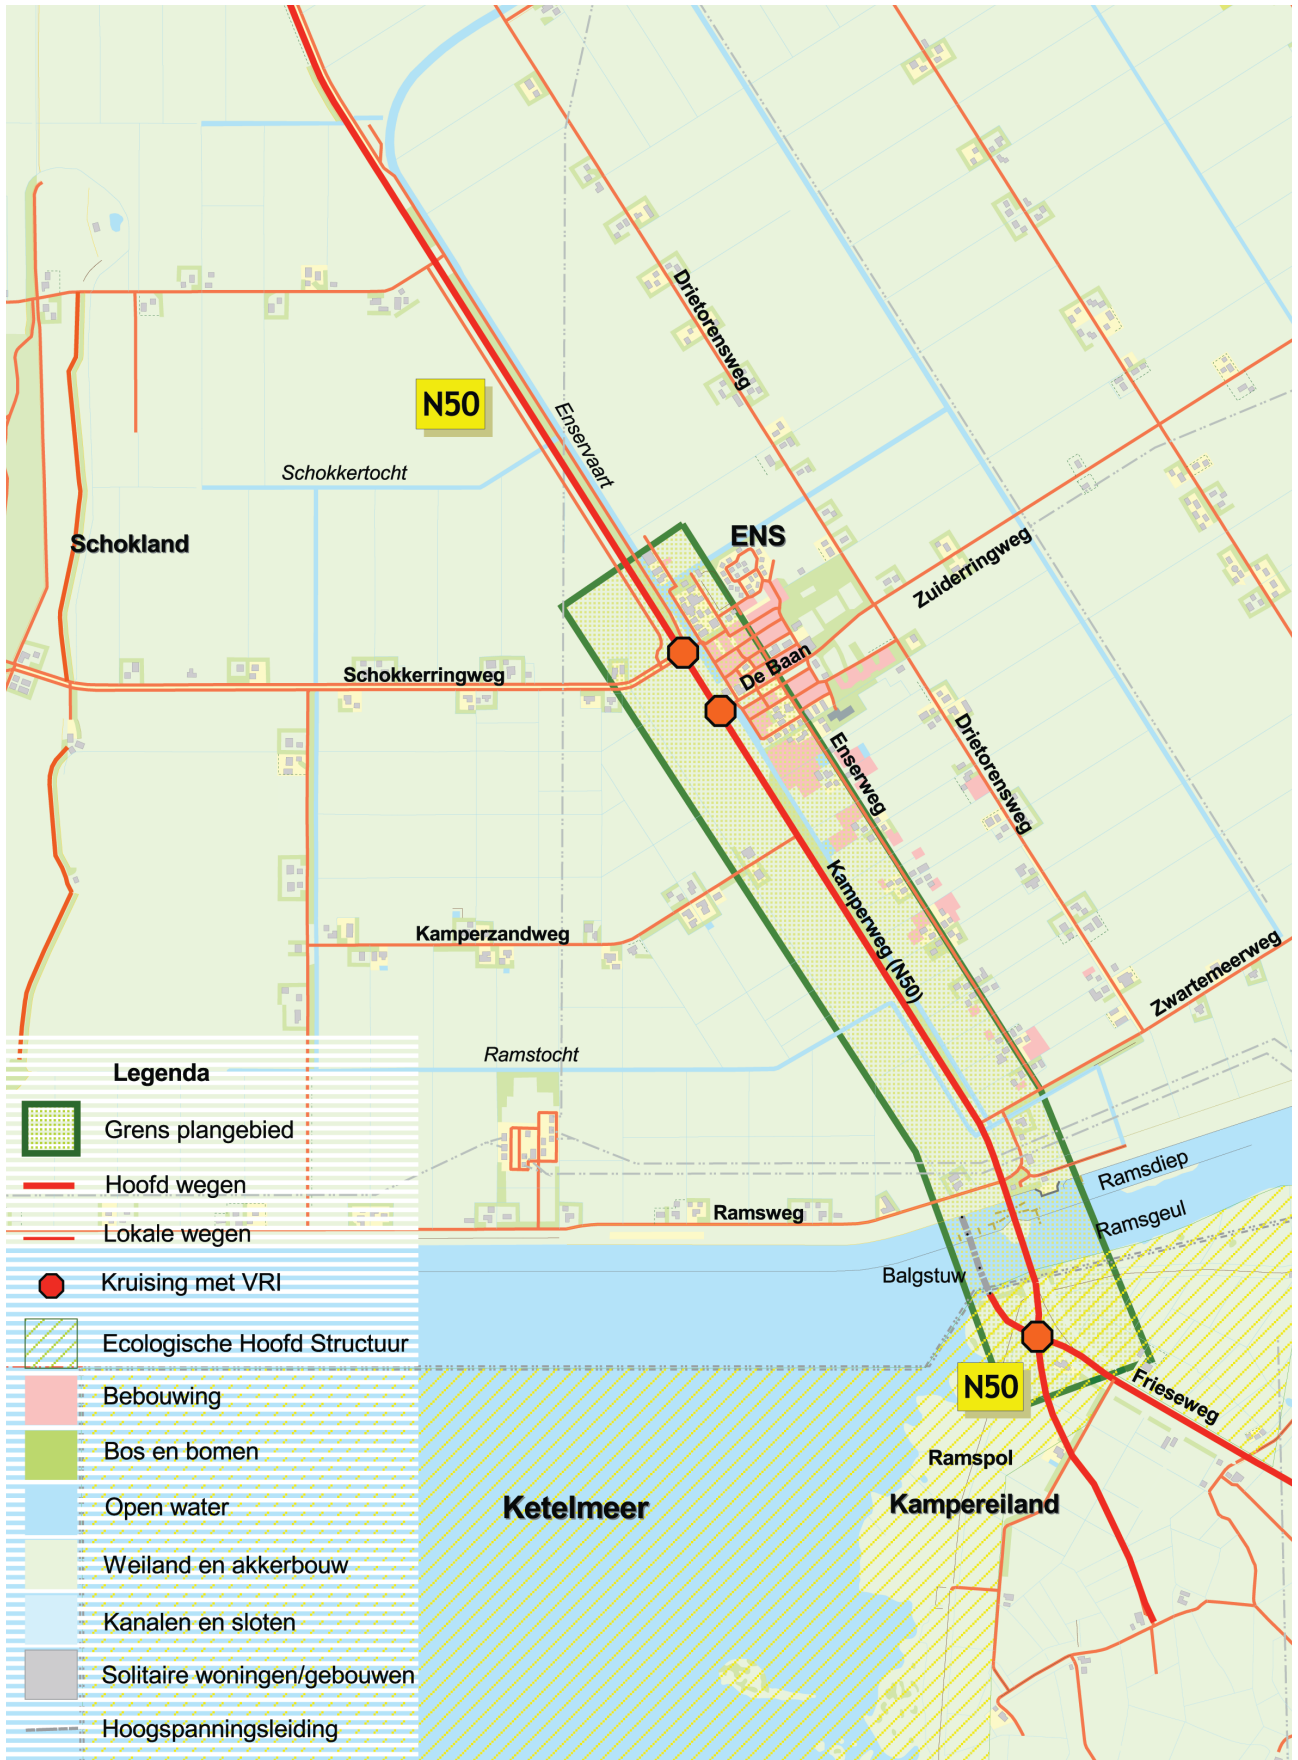 Drietorensweg
N50
Enservaart
Schokkertocht
ENS
Schokland
Zuiderringweg
De Baan
Schokkerringweg
Drietorensweg
Enserweg
Kamperweg (N50)
Kamperzandweg
Zwartemeerweg
Ramstocht
Ramsdiep
Ramsweg
Ramsgeul
Balgstuw
N50
Frieseweg
Ramspol
Kampereiland
Ketelmeer
Legenda
Grens plangebied
Hoofd wegen
Lokale wegen
Kruising met VRI
Ecologische Hoofd Structuur
Bebouwing
Bos en bomen
Open water
Weiland en akkerbouw
Kanalen en sloten
Solitaire woningen/gebouwen
Hoogspanningsleiding